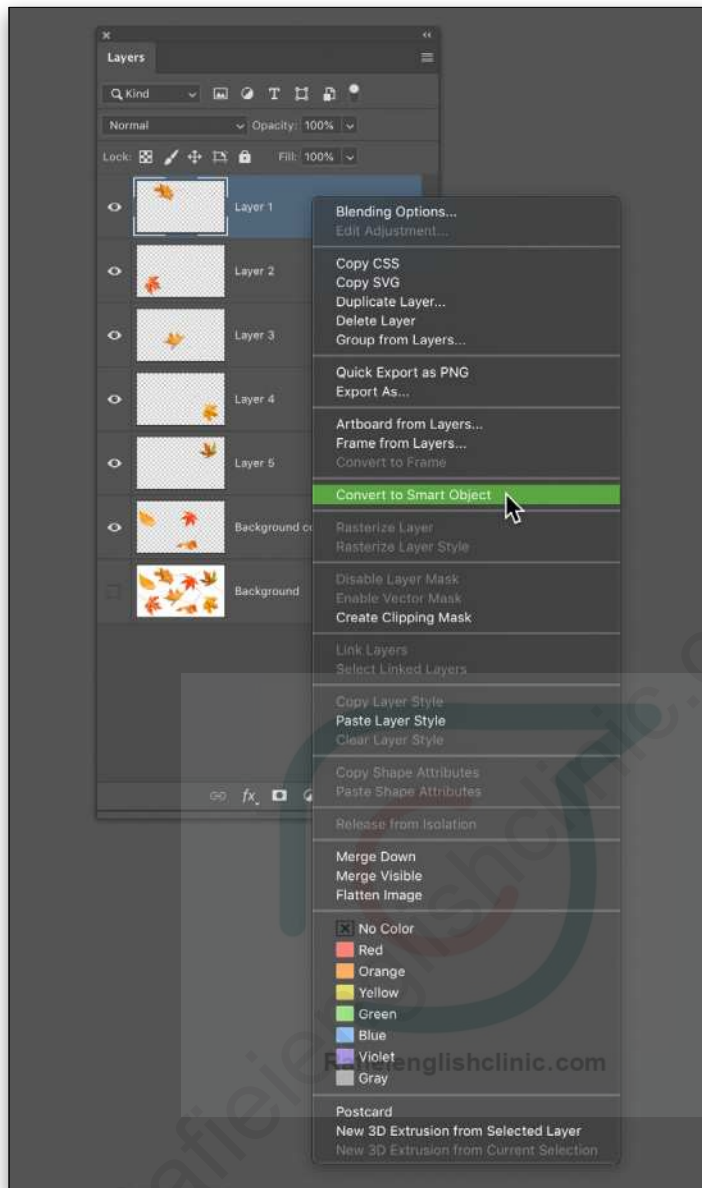 Layers
Kind
Normal
Opacity: 100%
Lock:
Fill: 100%
Layer 1
Layer 2
Layer 3
Layer 4
Layer 5
Background co
Background
fx
Blending Options...
Edit Adjustment...
Copy CSS
Copy SVG
Duplicate Layer...
Delete Layer
Group from Layers...
Quick Export as PNG
Export As...
Artboard from Layers...
Frame from Layers...
Convert to Frame
Convert to Smart Object
Rasterize Layer
Rasterize Layer Style
Disable Layer Mask
Enable Vector Mask
Create Clipping Mask
Link Layers
Select Linked Layers
Copy Layer Style
Paste Layer Style
Clear Layer Style
Copy Shape Attributes
Paste Shape Attributes
Release from Isolation
Merge Down
Merge Visible
Flatten Image
No Color
Red
Orange
Yellow
Green
Blue
Violet
Gray
Postcard
New 3D Extrusion from Selected Layer
New 3D Extrusion from Current Selection
Rafieienglishclinic.com